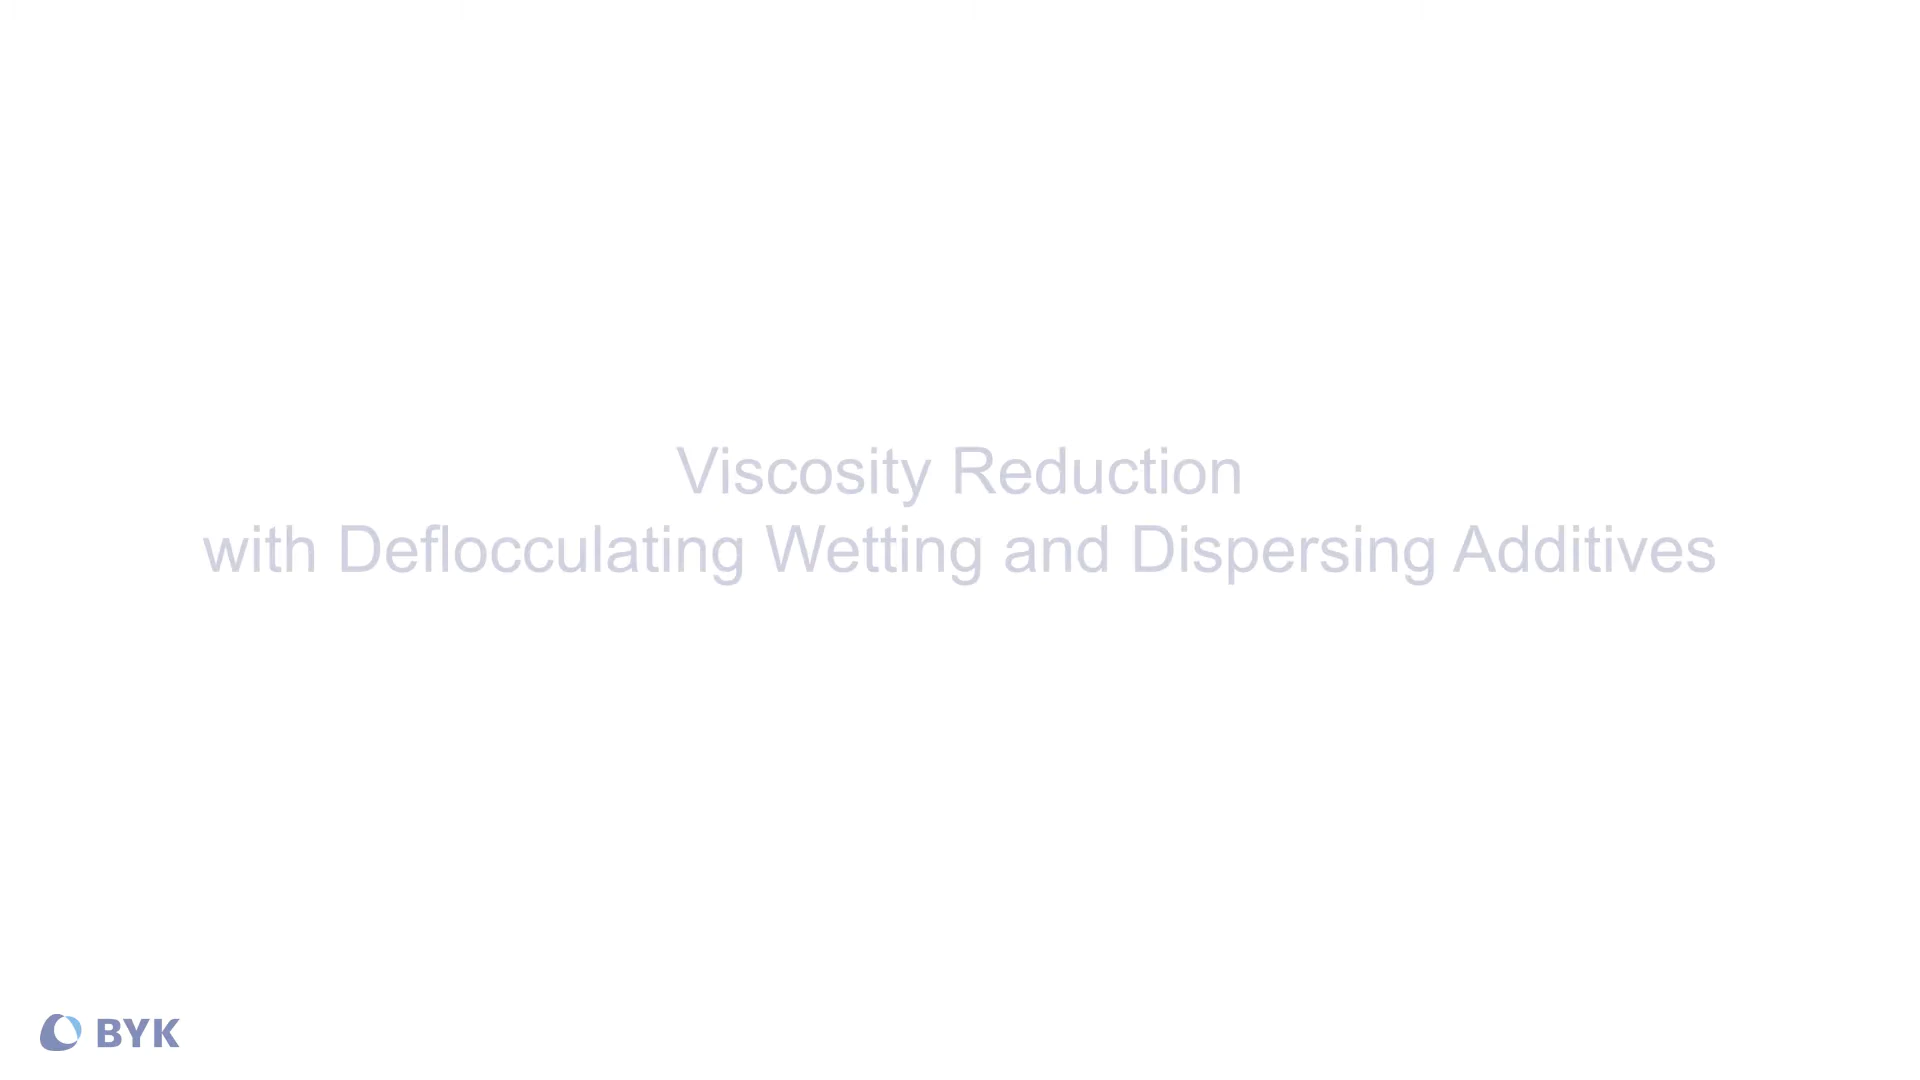 Viscosity Reduction
with Deflocculating Wetting and Dispersing Additives
BYK